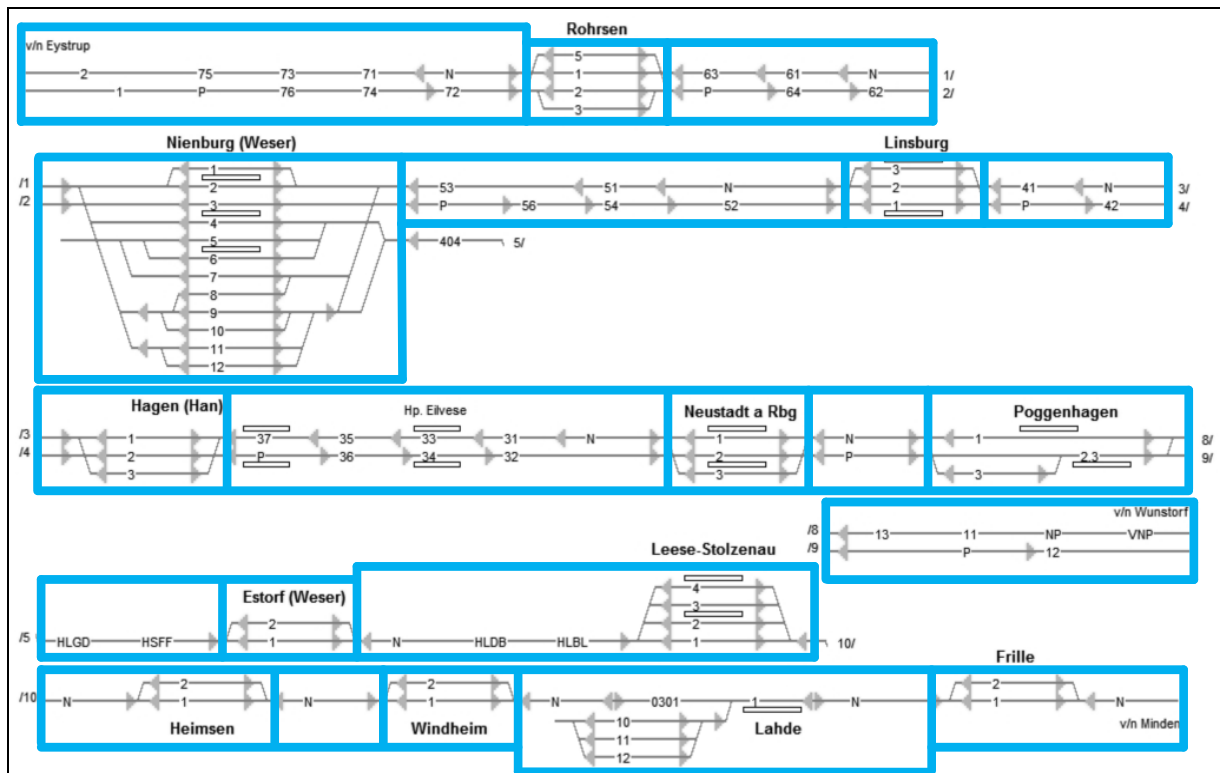 Rohrsen
v/n Eystrup
5
2 75 73 71 N 1 63 61 N 1/
1 P 76 74 72 2 P 64 62 2/
3
Nienburg (Weser) Linsburg
1 3
/1 2 53 51 N 2 41 N 3/
/2 3 P 56 54 52 1 P 42 4/
4
5 404 5/
6
7
8
9
10
11
12
Hagen (Han) Hp. Eilvese Neustadt a Rbg Poggenhagen
/3 1 37 35 33 31 N 1 N 1 8/
/4 2 P 36 34 32 2 P 2.3 9/
3 3 3
v/n Wunstorf
/8 13 11 NP VNP
/9 P 12
Leese-Stolzenau
Estorf (Weser) 4
3
2 2
/5 HLGD HSFF 1 N HLDB HLBL 1 10/
Frille
2 2 2
/10 N 1 N 1 N 0301 1 N 1 N
10
Heimsen Windheim 11 Lahde v/n Minden
12